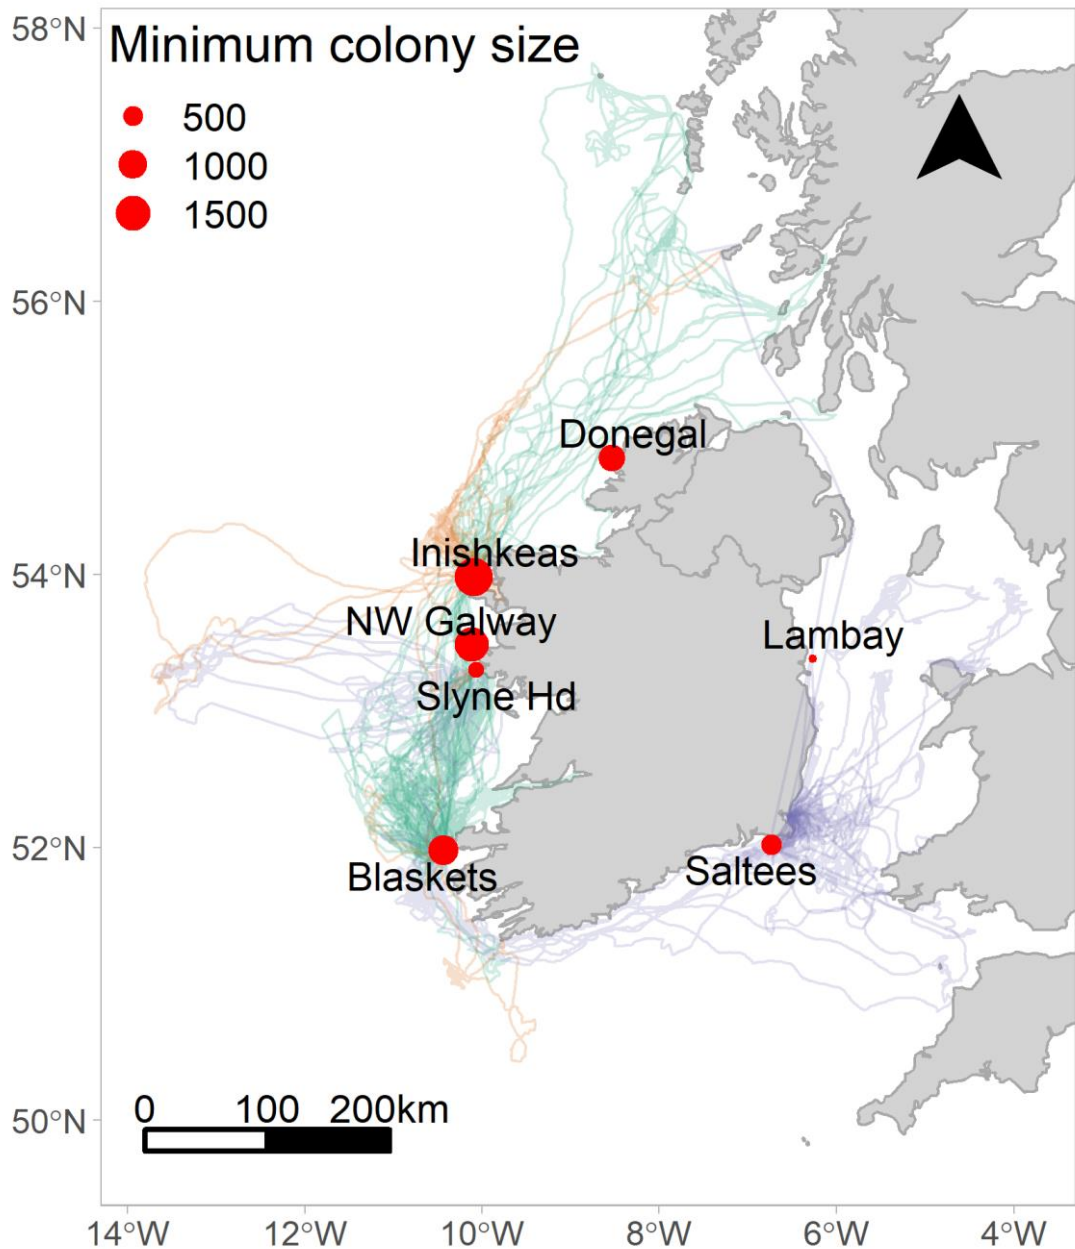 58°N
Minimum colony size
500
1000
1500
56°N
Donegal
Inishkeas
54°N
NW Galway
Lambay
Slyne Hd
52°N
Blaskets
Saltees
0 100 200km
50°N
14°W 12°W 10°W 8°W 6°W 4°W